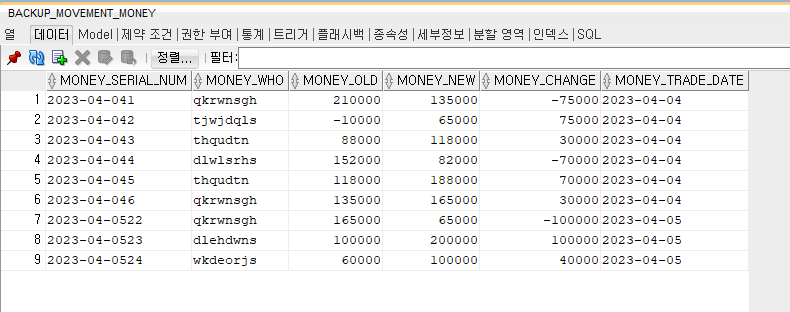 BACKUP_MOVEMENT_MONEY
열 데이터 Model 제약 조건 권한 부여 통계 트리거 플래시백 종속성 세부정보 분할 영역 인덱스 SQL
정렬... 필터:
MONEY_SERIAL_NUM MONEY_WHO MONEY_OLD MONEY_NEW MONEY_CHANGE MONEY_TRADE_DATE
1 2023-04-041 qkrwnsgh 210000 135000 -75000 2023-04-04
2 2023-04-042 tjwjdqls -10000 65000 75000 2023-04-04
3 2023-04-043 thqudtn 88000 118000 30000 2023-04-04
4 2023-04-044 dlwlsrhs 152000 82000 -70000 2023-04-04
5 2023-04-045 thqudtn 118000 188000 70000 2023-04-04
6 2023-04-046 qkrwnsgh 135000 165000 30000 2023-04-04
7 2023-04-0522 qkrwnsgh 165000 65000 -100000 2023-04-05
8 2023-04-0523 dlehdwns 100000 200000 100000 2023-04-05
9 2023-04-0524 wkdeorjs 60000 100000 40000 2023-04-05